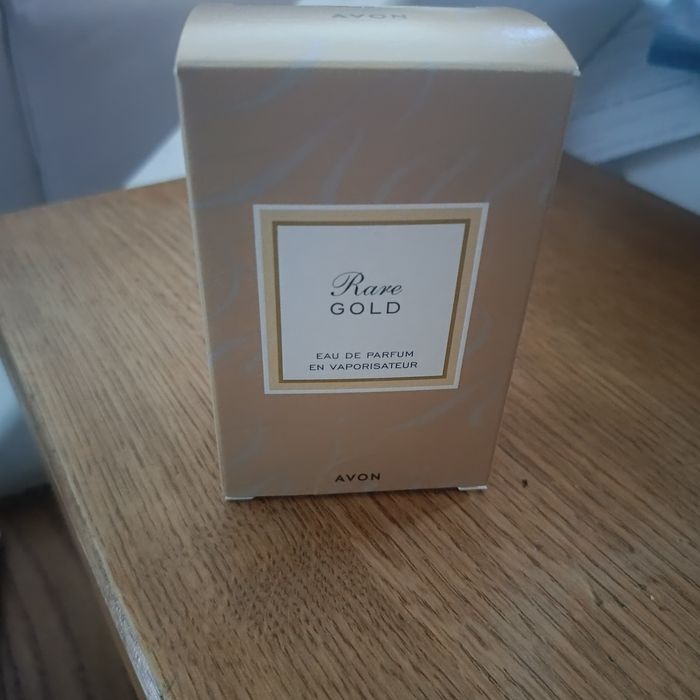 AVON
Rare
GOLD
EAU DE PARFUM
EN VAPORISATEUR
AVON